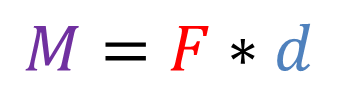 M = F * d